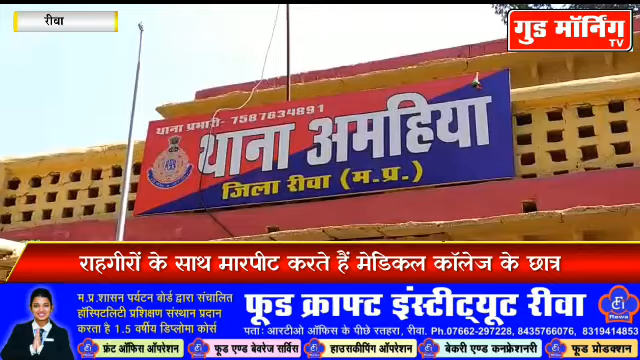 रीवा
गुड मॉर्निंग
TV
थाना प्रभारी- 7587634891
थाना अमहिया
जिला रीवा (म.प्र.)
राहगीरों के साथ मारपीट करते हैं मेडिकल कॉलेज के छात्र
म.प्र.शासन पर्यटन बोर्ड द्वारा संचालित
हॉस्पिटलिटी प्रशिक्षण संस्थान प्रदान
करता है 1.5 वर्षीय डिप्लोमा कोर्स
फूड क्राफ्ट इंस्टीट्यूट रीवा
पता: आरटीओ ऑफिस के पीछे रतहरा, रीवा. Ph.07662-297228, 8435766076, 8319414853
Rewa
फ्रंट ऑफिस ऑपरेशन
फूड एण्ड बेवरेज सर्विस
हाउसकीपिंग ऑपरेशन
बेकरी एण्ड कन्फेक्शनरी
फूड प्रोडक्शन